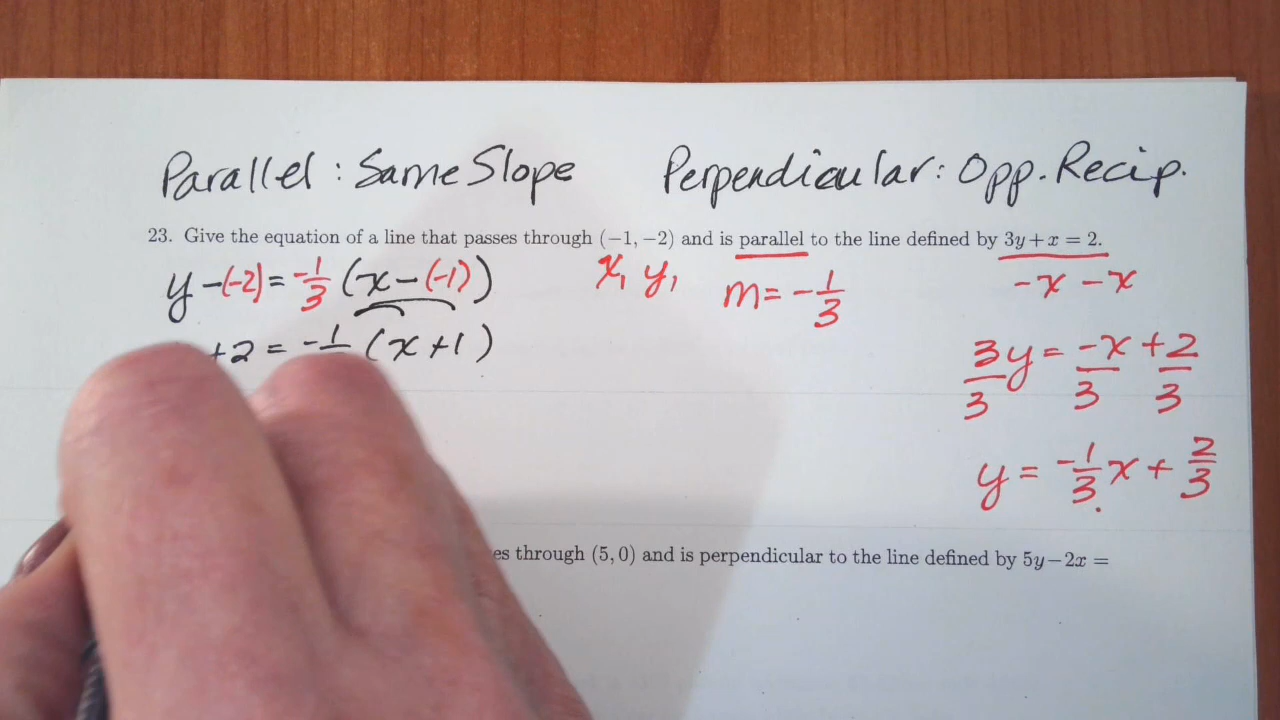 Parallel : Same Slope Perpendicular: Opp. Recip.
23. Give the equation of a line that passes through (−1, −2) and is parallel to the line defined by 3y + x = 2.
y −(−2) = −1/3 (x − (−1)) x₁ y₁ m = −1/3 −x −x
+2 = −1 (x + 1) 3y/3 = −x/3 + 2/3
y = −1/3 x + 2/3
es through (5, 0) and is perpendicular to the line defined by 5y − 2x =